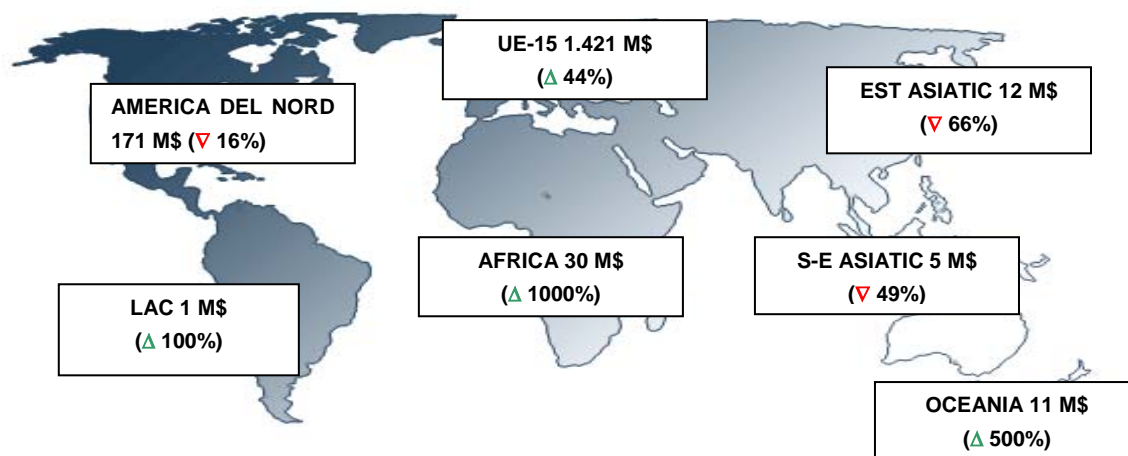 UE-15 1.421 M$
(Δ 44%)
AMERICA DEL NORD
171 M$ (∇ 16%)
EST ASIATIC 12 M$
(∇ 66%)
AFRICA 30 M$
(Δ 1000%)
S-E ASIATIC 5 M$
(∇ 49%)
LAC 1 M$
(Δ 100%)
OCEANIA 11 M$
(Δ 500%)